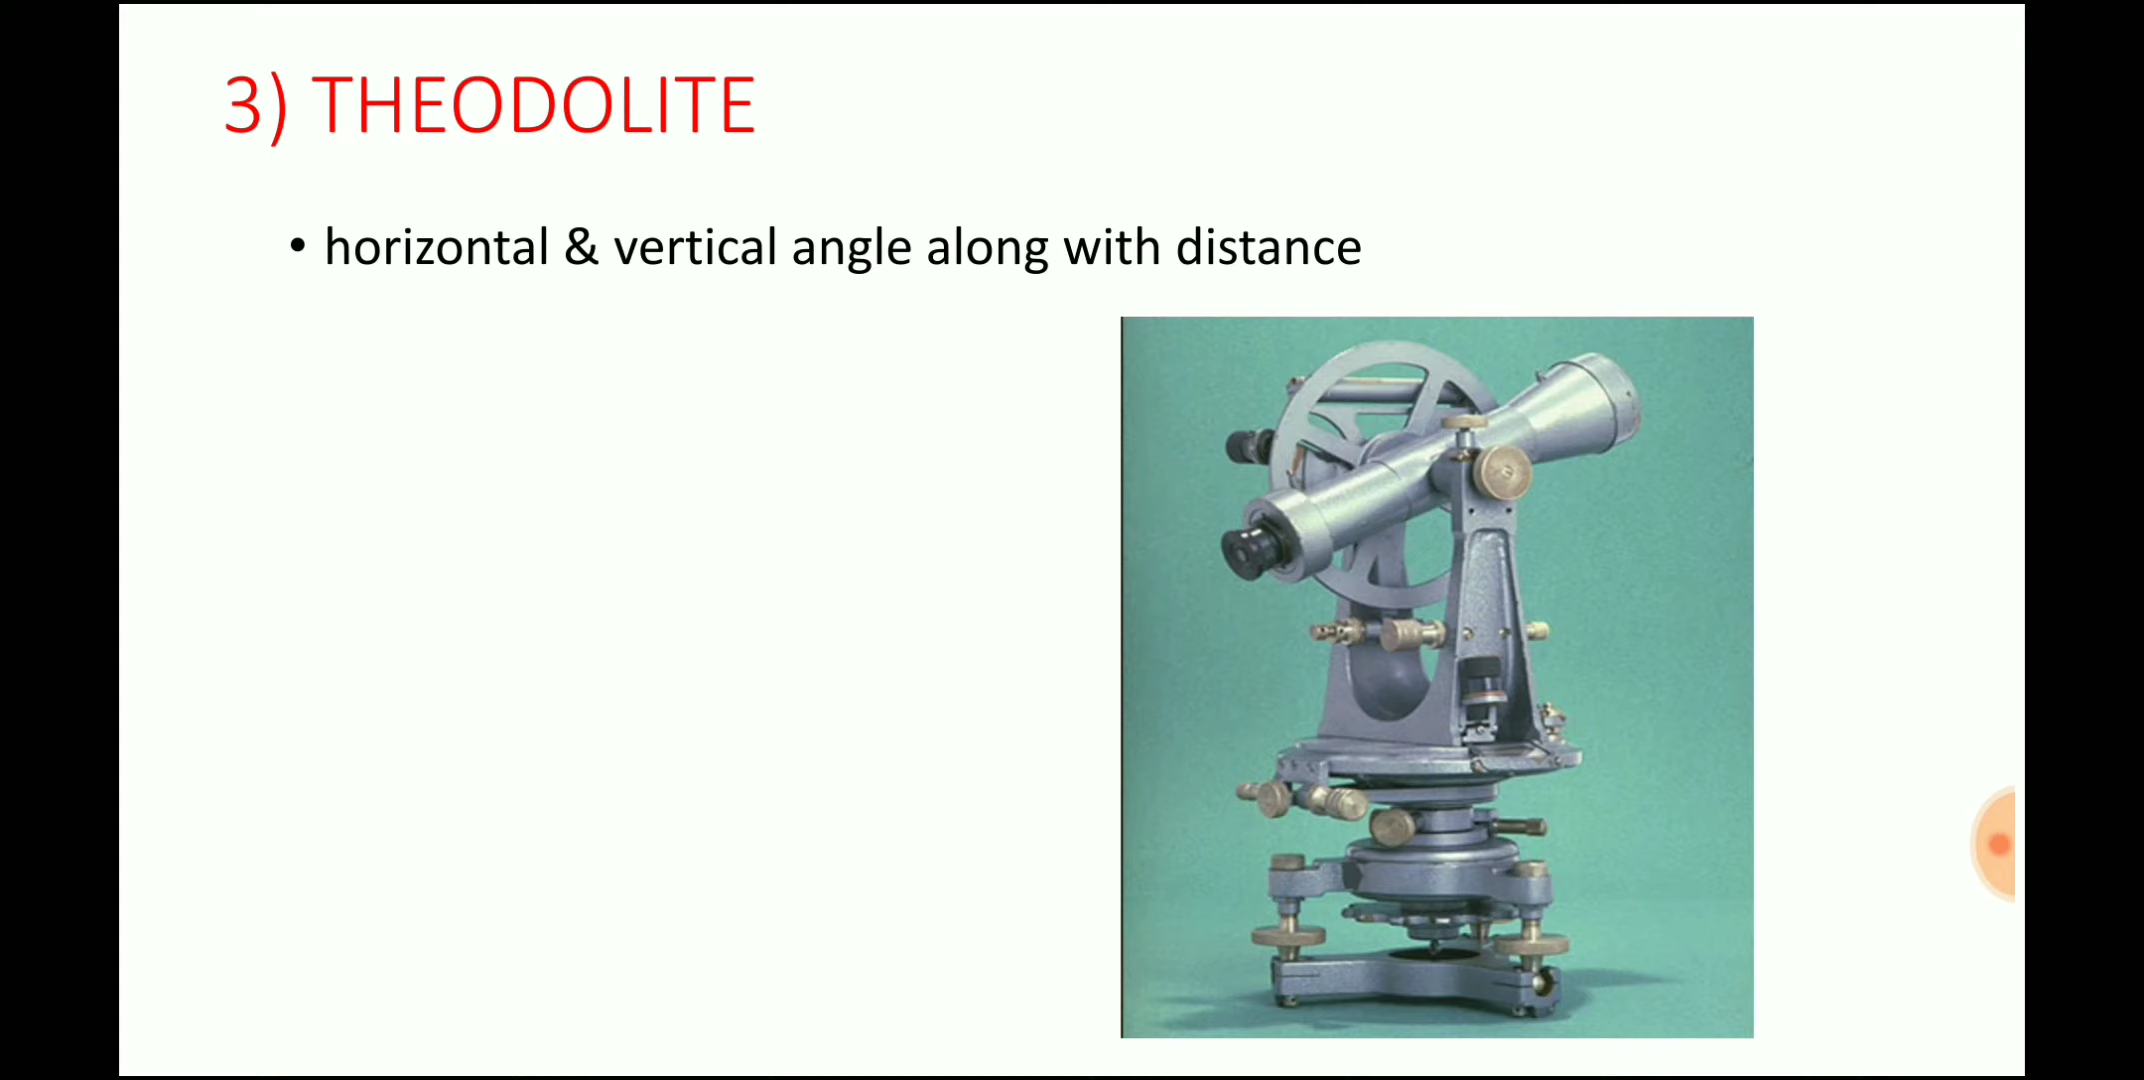 3) THEODOLITE
• horizontal & vertical angle along with distance